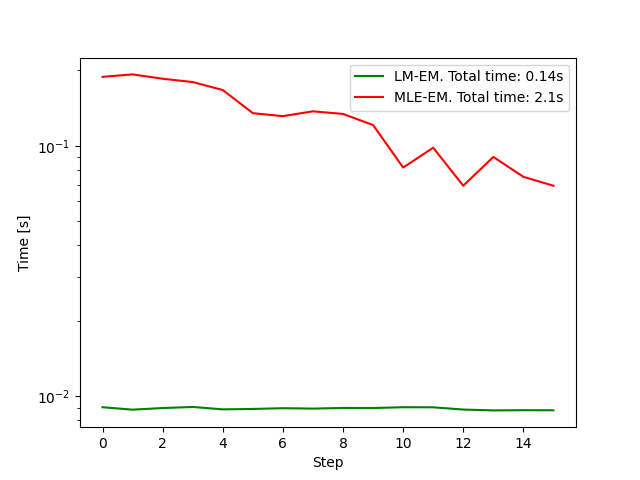 LM-EM. Total time: 0.14s
MLE-EM. Total time: 2.1s
10⁻¹
10⁻²
Time [s]
0 2 4 6 8 10 12 14
Step